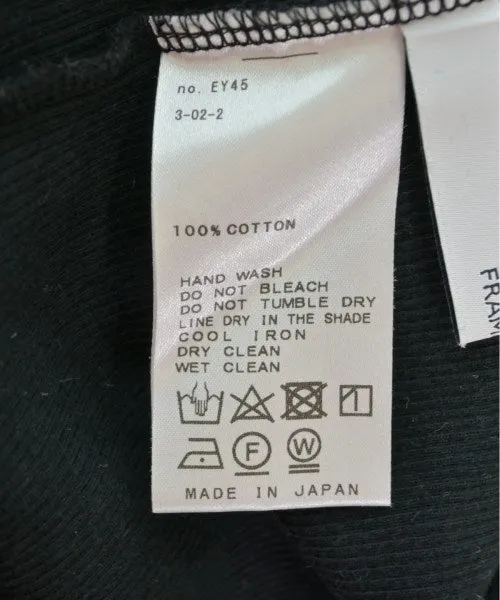 no. EY45
3-02-2
100% COTTON
HAND WASH
DO NOT BLEACH
DO NOT TUMBLE DRY
LINE DRY IN THE SHADE
COOL IRON
DRY CLEAN
WET CLEAN
F W
MADE IN JAPAN
FRAM